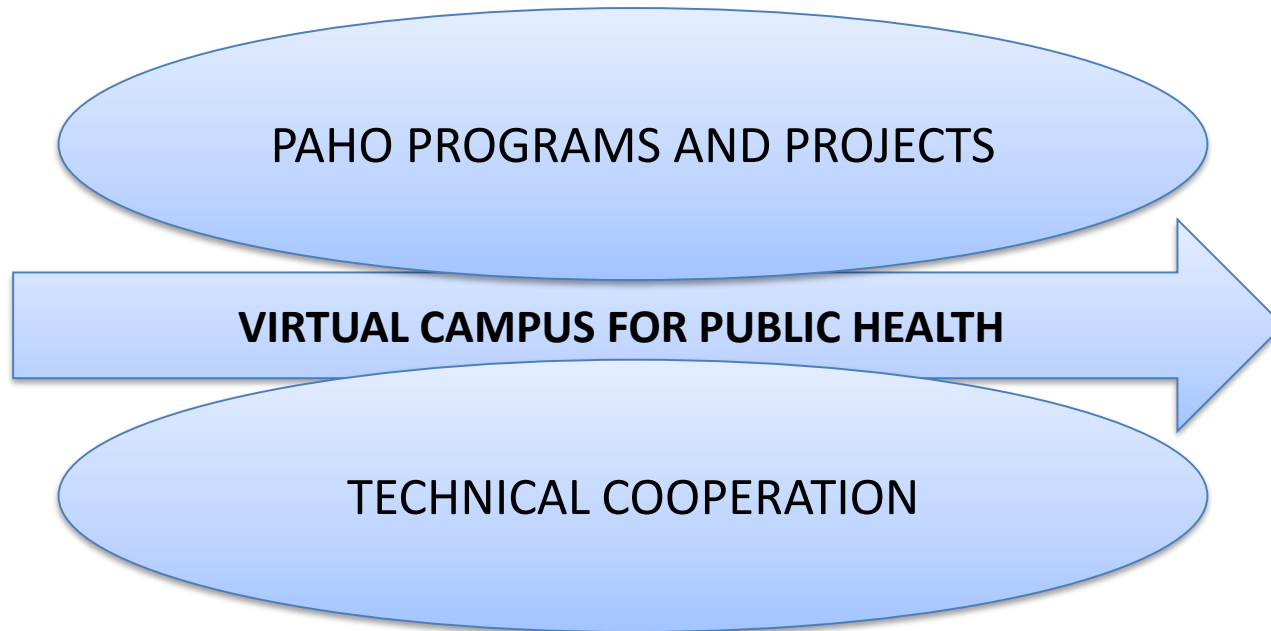 PAHO PROGRAMS AND PROJECTS
VIRTUAL CAMPUS FOR PUBLIC HEALTH
TECHNICAL COOPERATION